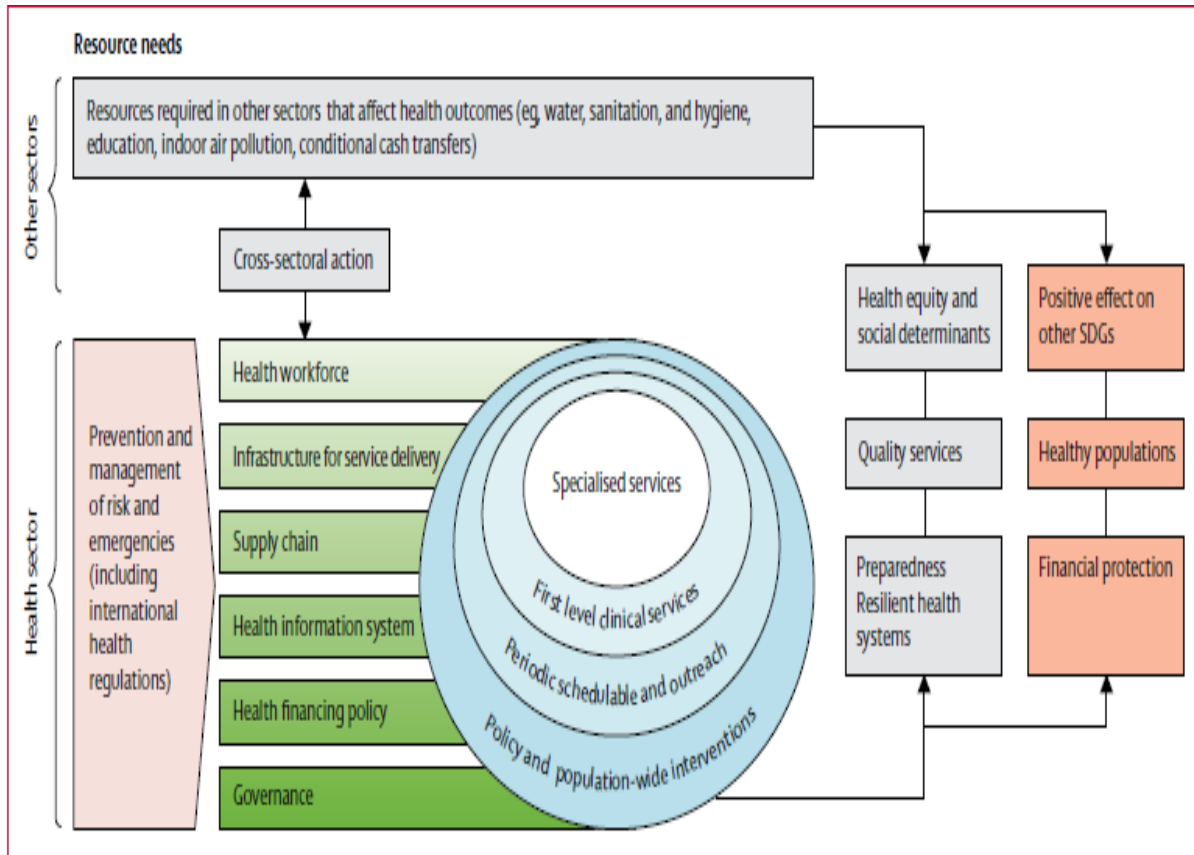 Resource needs
Other sectors
Resources required in other sectors that affect health outcomes (eg, water, sanitation, and hygiene,
education, indoor air pollution, conditional cash transfers)
Cross-sectoral action
Health equity and
social determinants
Positive effect on
other SDGs
Health sector
Prevention and
management
of risk and
emergencies
(including
international
health
regulations)
Health workforce
Infrastructure for service delivery
Supply chain
Health information system
Health financing policy
Governance
Specialised services
First level clinical services
Periodic schedulable and outreach
Policy and population-wide interventions
Quality services
Healthy populations
Preparedness
Resilient health
systems
Financial protection